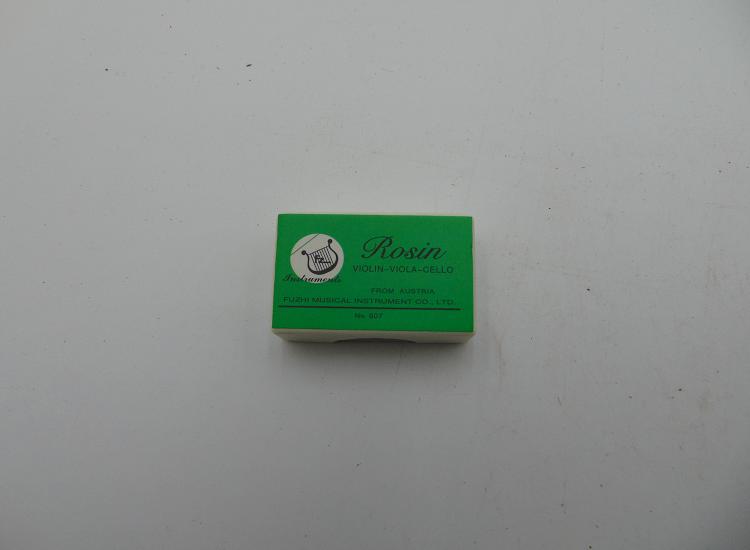 Rosin
VIOLIN-VIOLA-CELLO
Instruments
FROM AUSTRIA
FUZHI MUSICAL INSTRUMENT CO., LTD.
No. 607